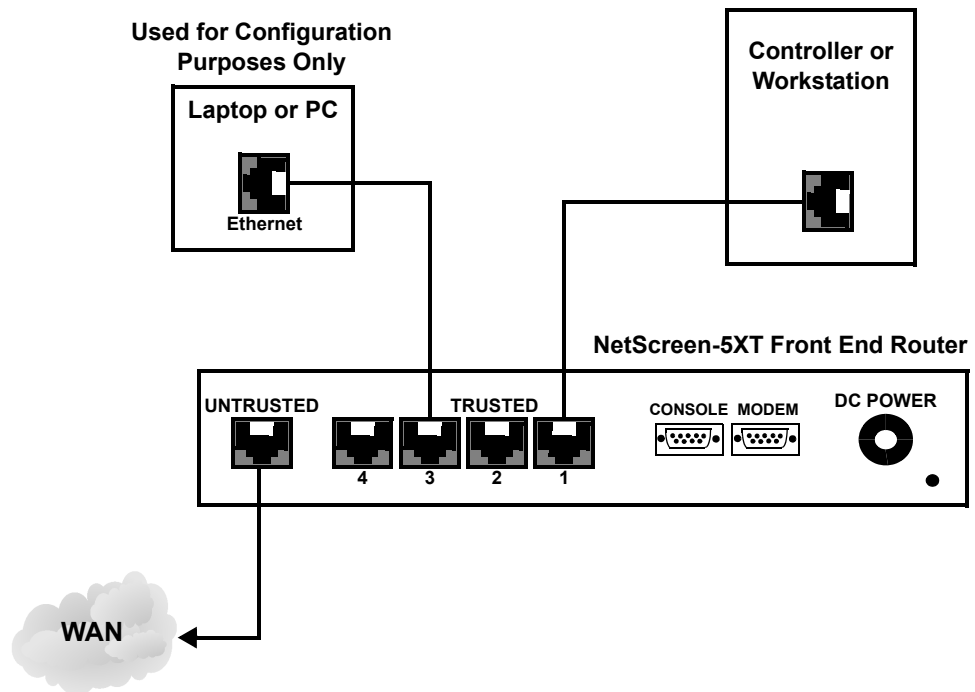 Used for Configuration
Purposes Only
Laptop or PC
Ethernet
Controller or
Workstation
NetScreen-5XT Front End Router
UNTRUSTED
TRUSTED
CONSOLE MODEM
DC POWER
4 3 2 1
WAN